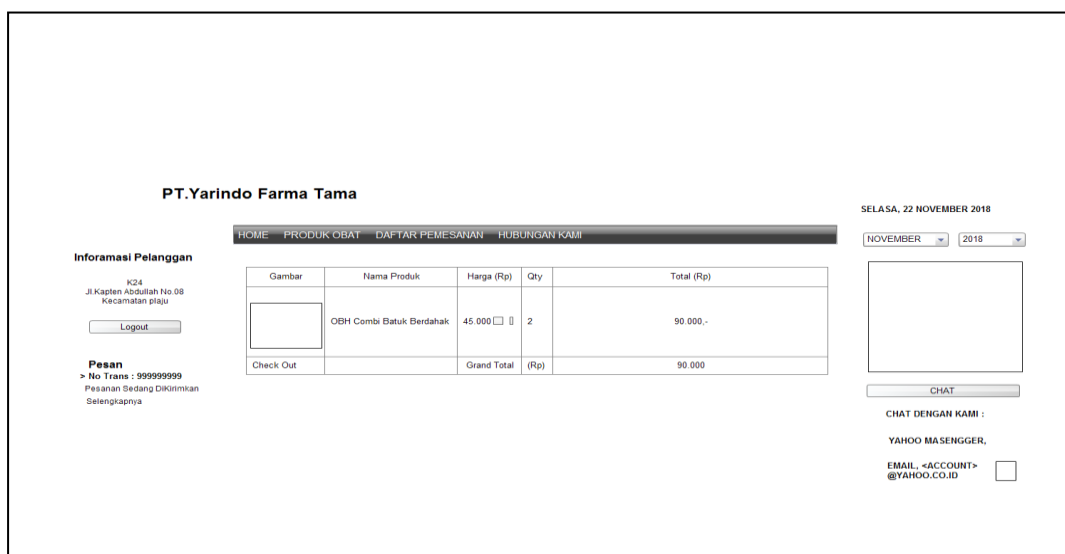 PT.Yarindo Farma Tama
SELASA, 22 NOVEMBER 2018
HOME PRODUK OBAT DAFTAR PEMESANAN HUBUNGAN KAMI
NOVEMBER 2018
Inforamasi Pelanggan
K24
Jl.Kapten Abdullah No.08
Kecamatan plaju
Logout
Pesan
> No Trans : 999999999
Pesanan Sedang DiKirimkan
Selengkapnya
Gambar Nama Produk Harga (Rp) Qty Total (Rp)
OBH Combi Batuk Berdahak 45.000 2 90.000,-
Check Out Grand Total (Rp) 90.000
CHAT
CHAT DENGAN KAMI :
YAHOO MASENGGER,
EMAIL, <ACCOUNT>
@YAHOO.CO.ID